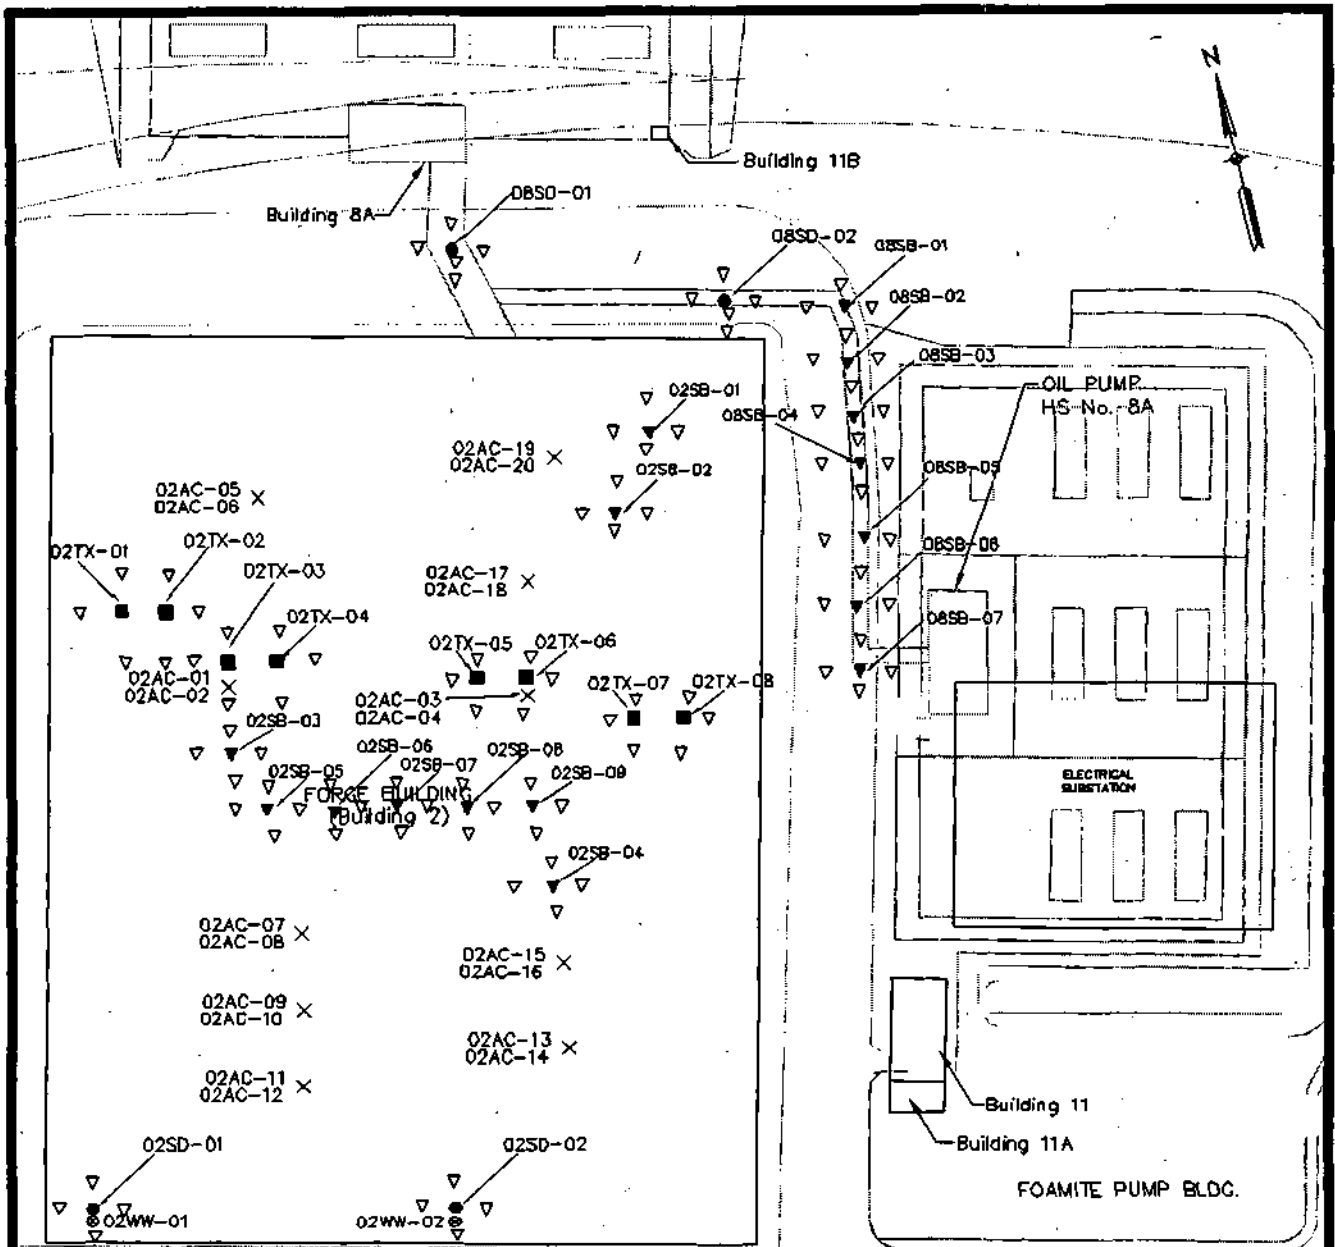 N
Building 11B
08SD-01
Building 8A
08SD-02
08SB-01
08SB-02
08SB-03
OIL PUMP
HS No. 8A
02SB-01
08SB-04
02AC-19
02AC-20
02SB-02
08SB-05
02AC-05
02AC-06
02TX-01
02TX-02
02TX-03
02AC-17
02AC-18
08SB-06
02TX-04
02TX-05
02TX-06
08SB-07
02AC-01
02AC-02
02AC-03
02AC-04
02TX-07
02TX-08
02SB-03
02SB-06
02SB-08
02SB-05
02SB-07
02SB-09
FORGE BUILDING
(Building 2)
ELECTRICAL
SUBSTATION
02SB-04
02AC-07
02AC-08
02AC-15
02AC-16
02AC-09
02AC-10
02AC-13
02AC-14
02AC-11
02AC-12
Building 11
Building 11A
02SD-01
02SD-02
FOAMITE PUMP BLDG.
02WW-01
02WW-02